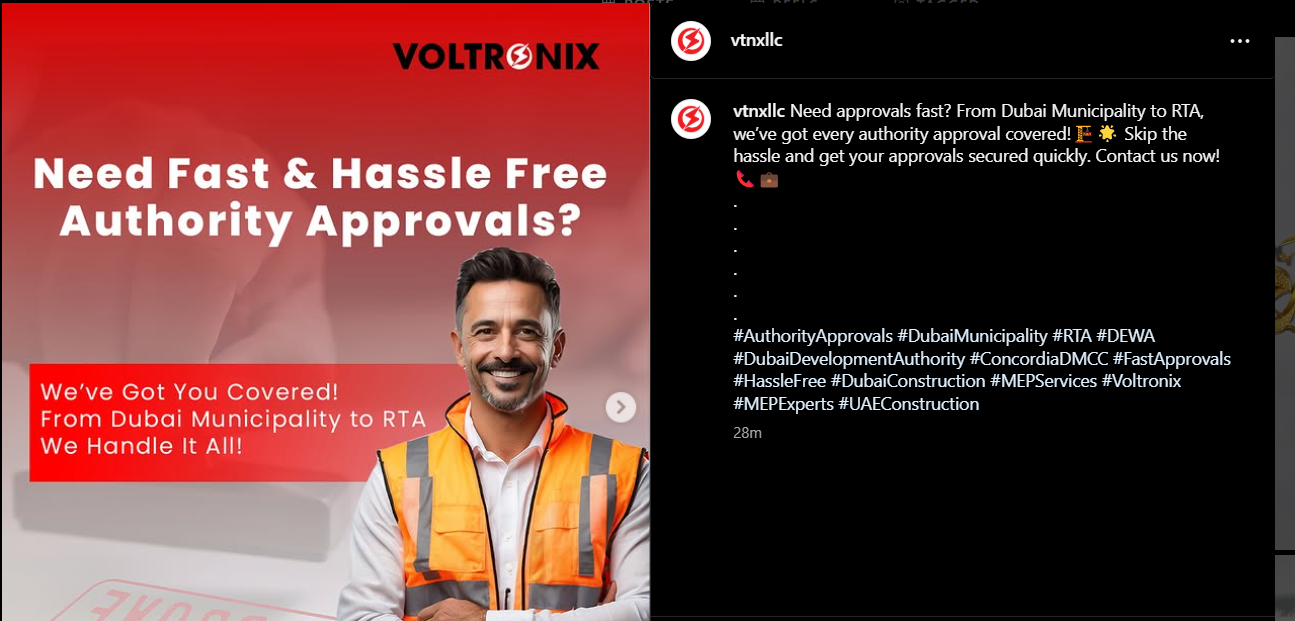 VOLTRONIX
Need Fast & Hassle Free
Authority Approvals?
We've Got You Covered!
From Dubai Municipality to RTA
We Handle It All!
vtnxllc
vtnxllc Need approvals fast? From Dubai Municipality to RTA,
we've got every authority approval covered! 🏗️ 🌟 Skip the
hassle and get your approvals secured quickly. Contact us now!
📞 💼
.
.
.
.
.
.
#AuthorityApprovals #DubaiMunicipality #RTA #DEWA
#DubaiDevelopmentAuthority #ConcordiaDMCC #FastApprovals
#HassleFree #DubaiConstruction #MEPServices #Voltronix
#MEPExperts #UAEConstruction
28m